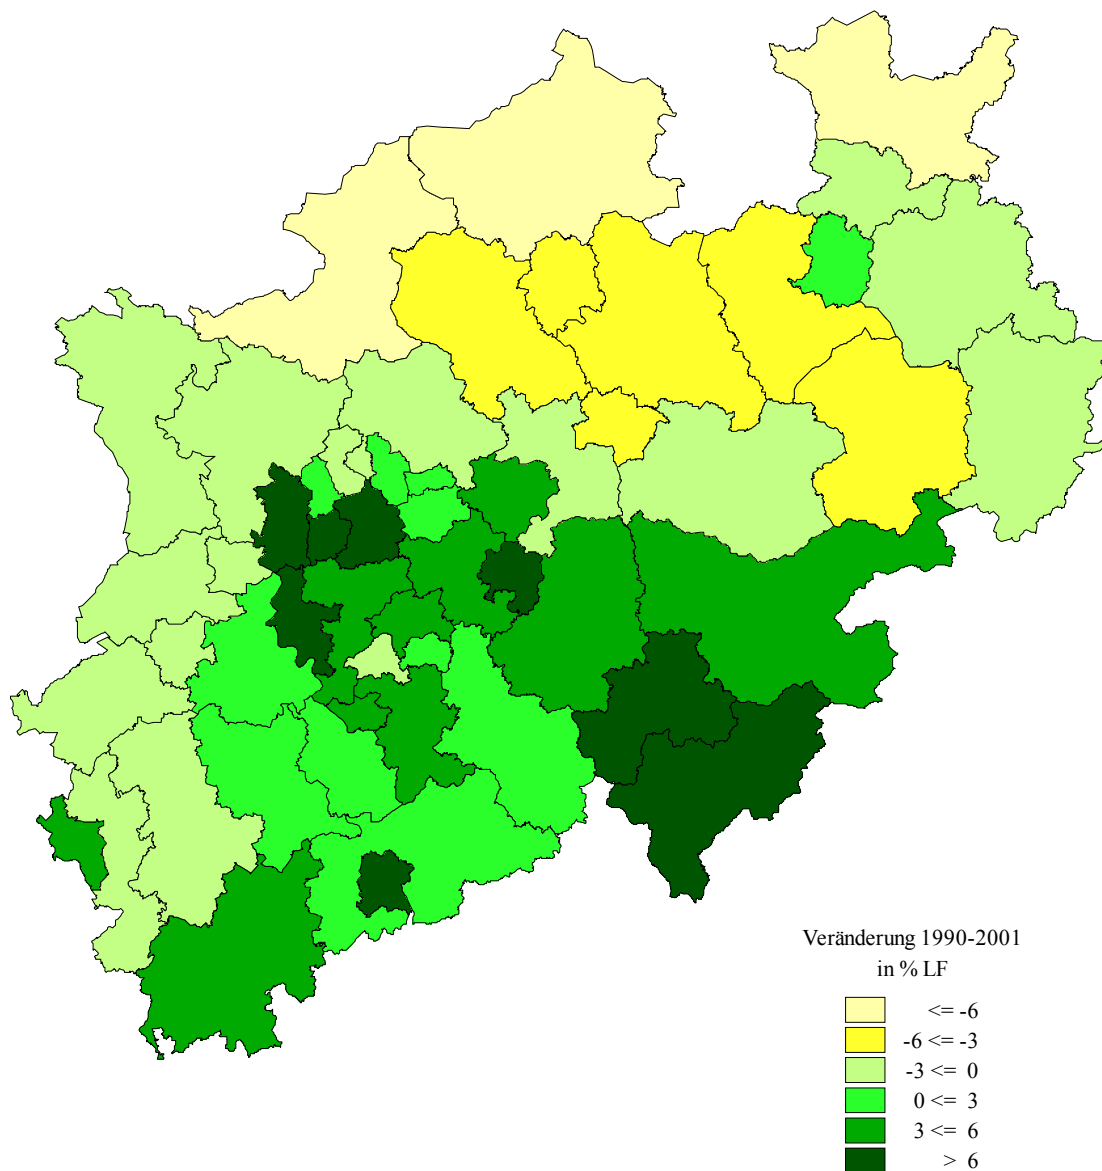 Veränderung 1990-2001
in % LF
<= -6
-6 <= -3
-3 <= 0
0 <= 3
3 <= 6
> 6